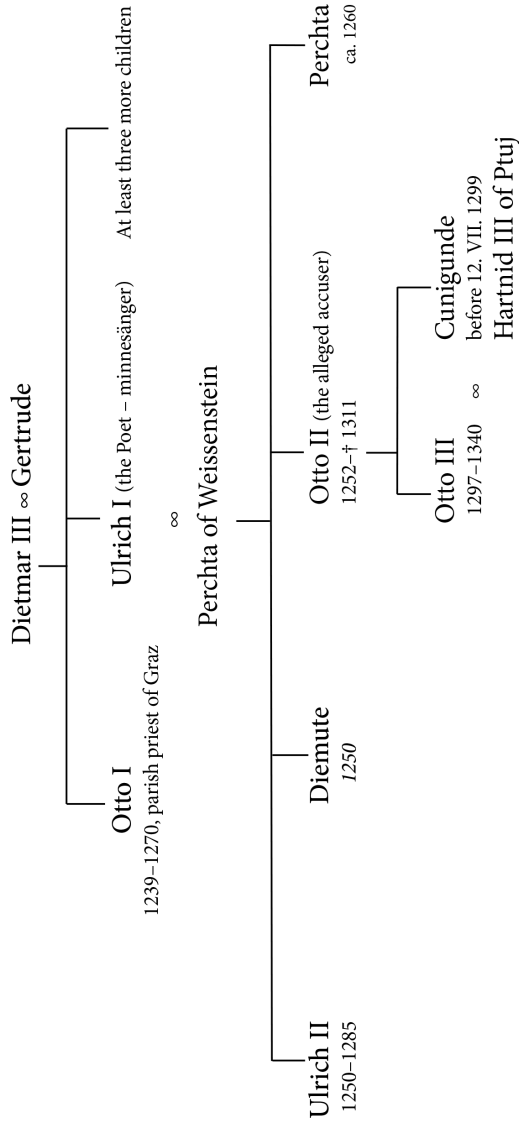 Dietmar III ∞ Gertrude
Otto I
1239–1270, parish priest of Graz
Ulrich I (the Poet – minnesänger)
At least three more children
∞
Perchta of Weissenstein
Ulrich II
1250–1285
Diemute
1250
Otto II (the alleged accuser)
1252–† 1311
Perchta
ca. 1260
Otto III
1297–1340
∞
Cunigunde
before 12. VII. 1299
Hartnid III of Ptuj